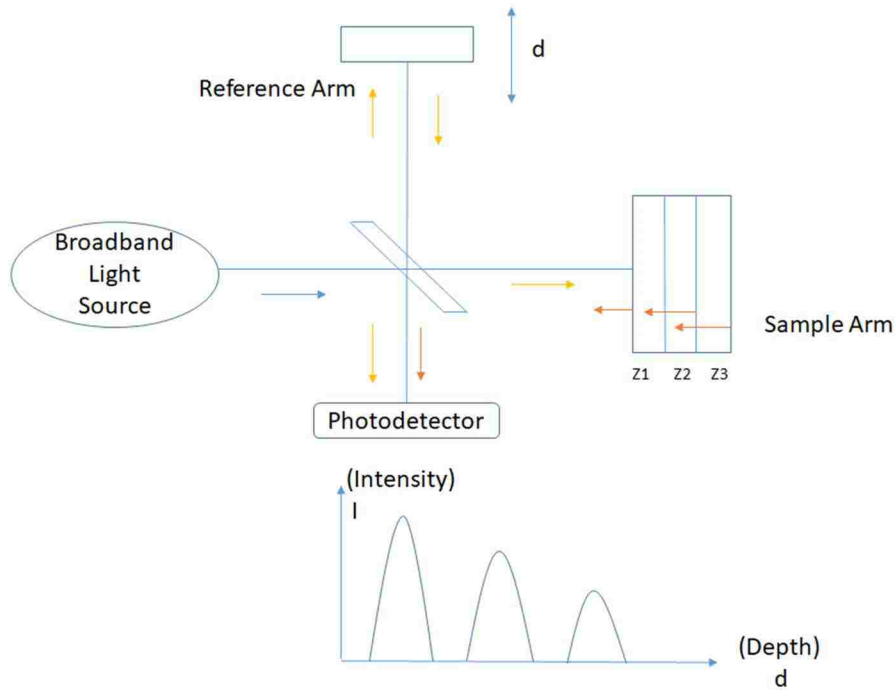 d
Reference Arm
Broadband
Light
Source
Sample Arm
Z1 Z2 Z3
Photodetector
(Intensity)
I
(Depth)
d